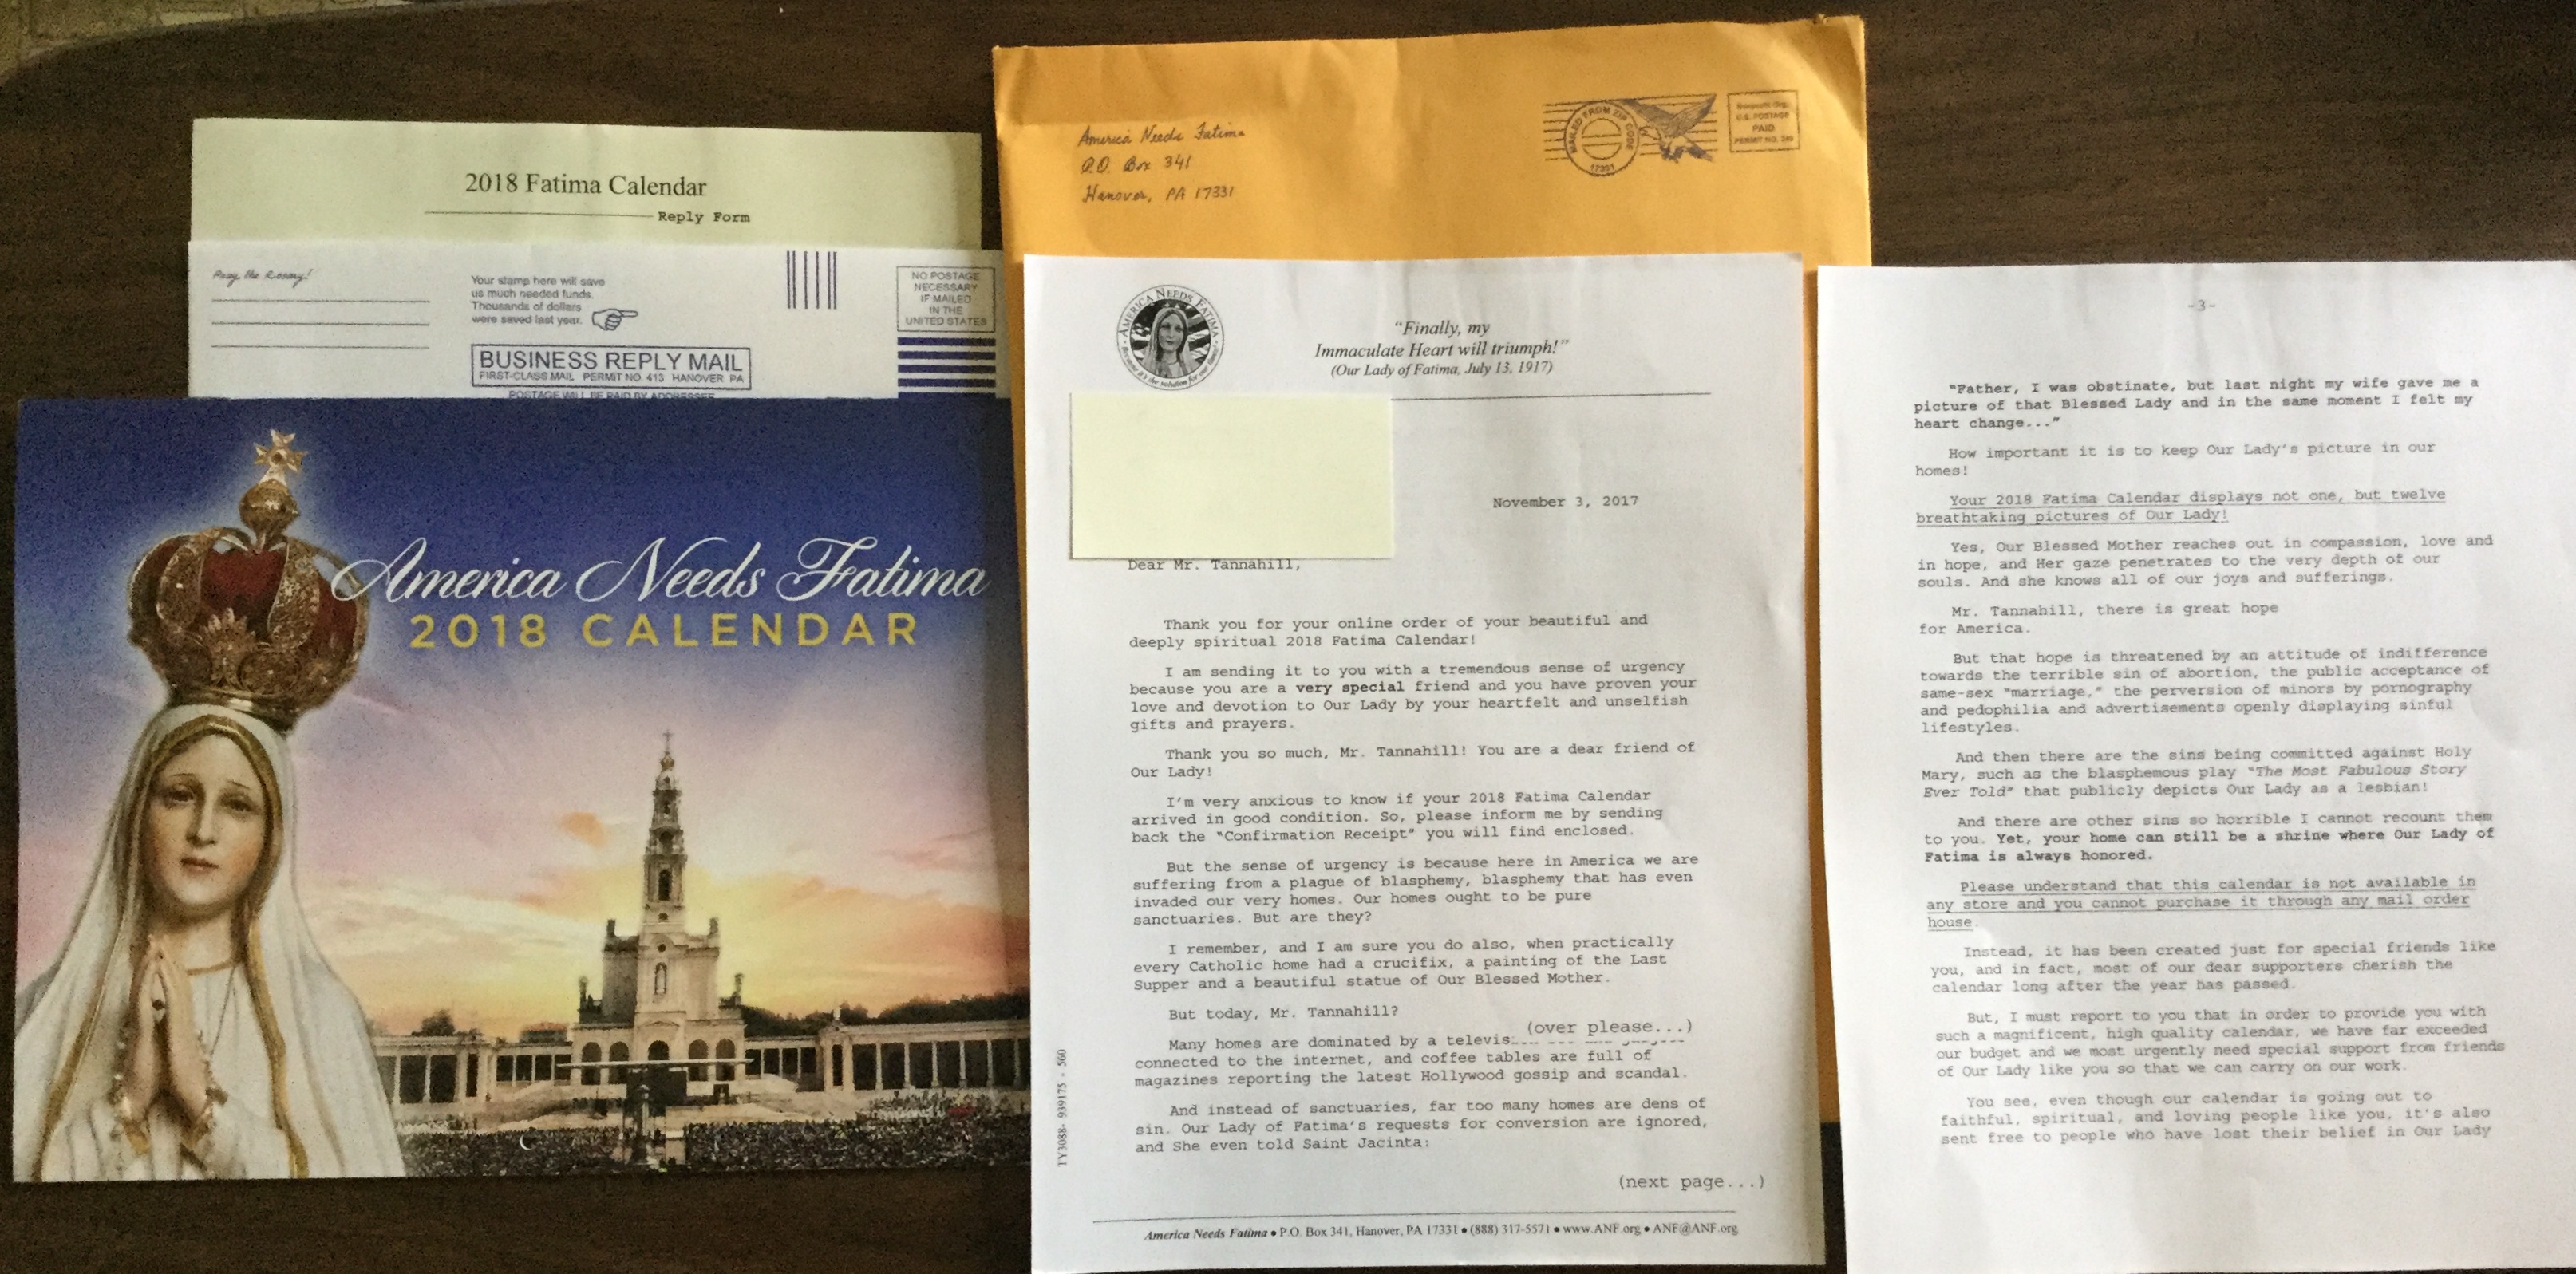 2018 Fatima Calendar
Reply Form
Pray the Rosary!
Your stamp here will save
us much needed funds.
Thousands of dollars
were saved last year.
NO POSTAGE
NECESSARY
IF MAILED
IN THE
UNITED STATES
BUSINESS REPLY MAIL
FIRST-CLASS MAIL PERMIT NO. 413 HANOVER PA
POSTAGE WILL BE PAID BY ADDRESSEE
America Needs Fatima
2018 CALENDAR
America Needs Fatima
P.O. Box 341
Hanover, PA 17331
MAILED FROM ZIP CODE
17331
Nonprofit Org.
U.S. POSTAGE
PAID
PERMIT NO.
AMERICA NEEDS FATIMA
"Finally, my
Immaculate Heart will triumph!"
(Our Lady of Fatima, July 13, 1917)
November 3, 2017
Dear Mr. Tannahill,
Thank you for your online order of your beautiful and
deeply spiritual 2018 Fatima Calendar!
I am sending it to you with a tremendous sense of urgency
because you are a very special friend and you have proven your
love and devotion to Our Lady by your heartfelt and unselfish
gifts and prayers.
Thank you so much, Mr. Tannahill! You are a dear friend of
Our Lady!
I'm very anxious to know if your 2018 Fatima Calendar
arrived in good condition. So, please inform me by sending
back the "Confirmation Receipt" you will find enclosed.
But the sense of urgency is because here in America we are
suffering from a plague of blasphemy, blasphemy that has even
invaded our very homes. Our homes ought to be pure
sanctuaries. But are they?
I remember, and I am sure you do also, when practically
every Catholic home had a crucifix, a painting of the Last
Supper and a beautiful statue of Our Blessed Mother.
But today, Mr. Tannahill?
(over please...)
Many homes are dominated by a televis
connected to the internet, and coffee tables are full of
magazines reporting the latest Hollywood gossip and scandal.
And instead of sanctuaries, far too many homes are dens of
sin. Our Lady of Fatima's requests for conversion are ignored,
and She even told Saint Jacinta:
(next page...)
TY3088- 939175 - 560
America Needs Fatima • P.O. Box 341, Hanover, PA 17331 • (888) 317-5571 • www.ANF.org • ANF@ANF.org
-3-
"Father, I was obstinate, but last night my wife gave me a
picture of that Blessed Lady and in the same moment I felt my
heart change..."
How important it is to keep Our Lady's picture in our
homes!
Your 2018 Fatima Calendar displays not one, but twelve
breathtaking pictures of Our Lady!
Yes, Our Blessed Mother reaches out in compassion, love and
in hope, and Her gaze penetrates to the very depth of our
souls. And she knows all of our joys and sufferings.
Mr. Tannahill, there is great hope
for America.
But that hope is threatened by an attitude of indifference
towards the terrible sin of abortion, the public acceptance of
same-sex "marriage," the perversion of minors by pornography
and pedophilia and advertisements openly displaying sinful
lifestyles.
And then there are the sins being committed against Holy
Mary, such as the blasphemous play "The Most Fabulous Story
Ever Told" that publicly depicts Our Lady as a lesbian!
And there are other sins so horrible I cannot recount them
to you. Yet, your home can still be a shrine where Our Lady of
Fatima is always honored.
Please understand that this calendar is not available in
any store and you cannot purchase it through any mail order
house.
Instead, it has been created just for special friends like
you, and in fact, most of our dear supporters cherish the
calendar long after the year has passed.
But, I must report to you that in order to provide you with
such a magnificent, high quality calendar, we have far exceeded
our budget and we most urgently need special support from friends
of Our Lady like you so that we can carry on our work.
You see, even though our calendar is going out to
faithful, spiritual, and loving people like you, it's also
sent free to people who have lost their belief in Our Lady